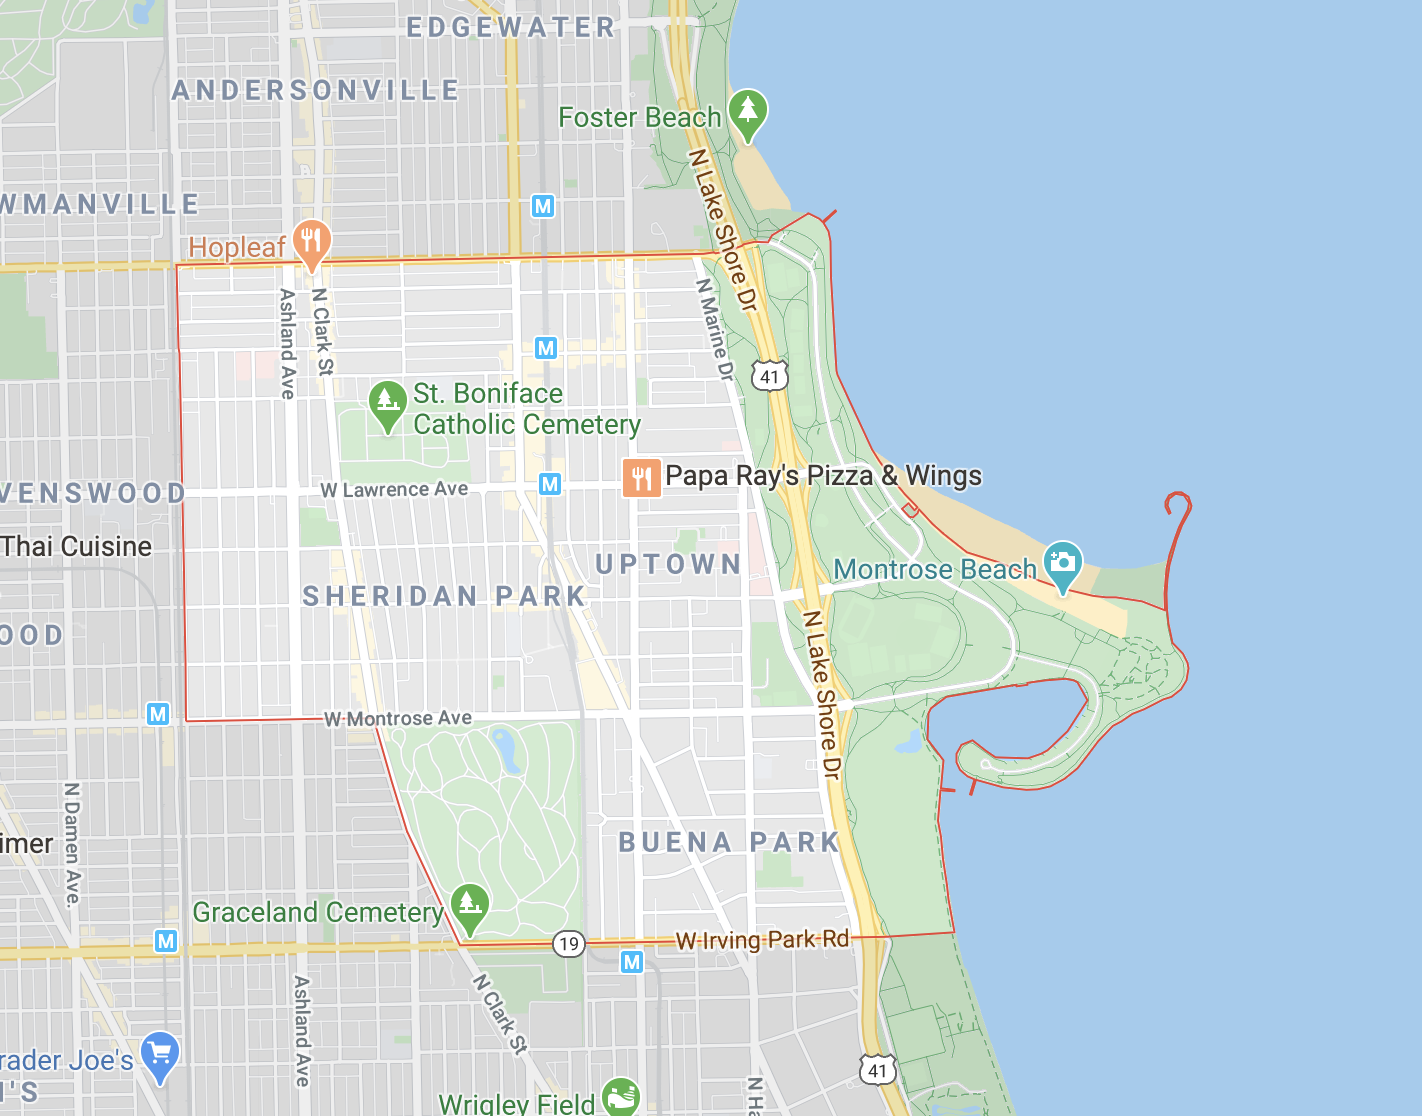 EDGEWATER
ANDERSONVILLE
Foster Beach
WMANVILLE
M
Hopleaf
N Lake Shore Dr
Ashland Ave
N Clark St
N Marine Dr
M
41
St. Boniface
Catholic Cemetery
Papa Ray's Pizza & Wings
VENSWOOD
W Lawrence Ave
M
Thai Cuisine
UPTOWN
Montrose Beach
SHERIDAN PARK
OOD
N Lake Shore Dr
M
W Montrose Ave
N Damen Ave.
imer
BUENA PARK
Graceland Cemetery
M
19
W Irving Park Rd
M
Ashland Ave
N Clark St
rader Joe's
41
'S
Wrigley Field
N Ha